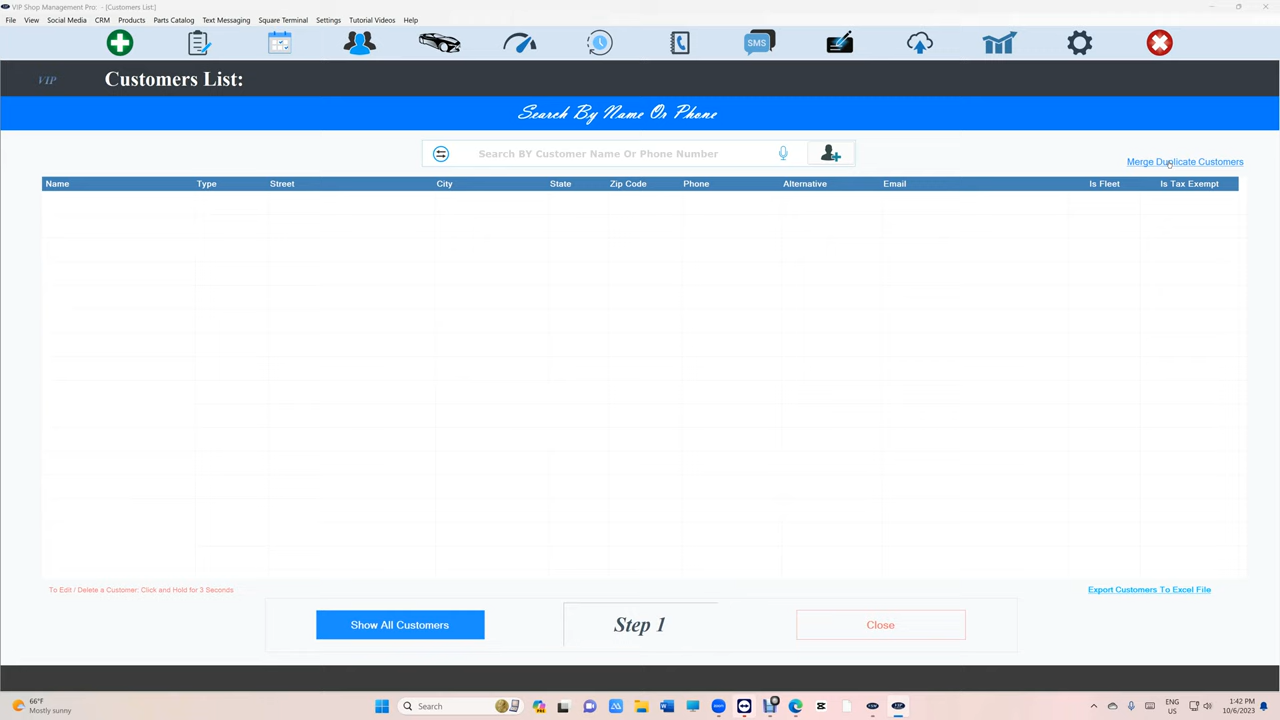 VIP Shop Management Pro: - [Customers List:]
File View Social Media CRM Products Parts Catalog Text Messaging Square Terminal Settings Tutorial Videos Help
SMS
VIP Customers List:
Search By Name Or Phone
Search BY Customer Name Or Phone Number
Merge Duplicate Customers
Name Type Street City State Zip Code Phone Alternative Email Is Fleet Is Tax Exempt
To Edit / Delete a Customer: Click and Hold for 3 Seconds
Export Customers To Excel File
Show All Customers Step 1 Close
66°F
Mostly sunny
Search
ENG
US
1:42 PM
10/6/2023